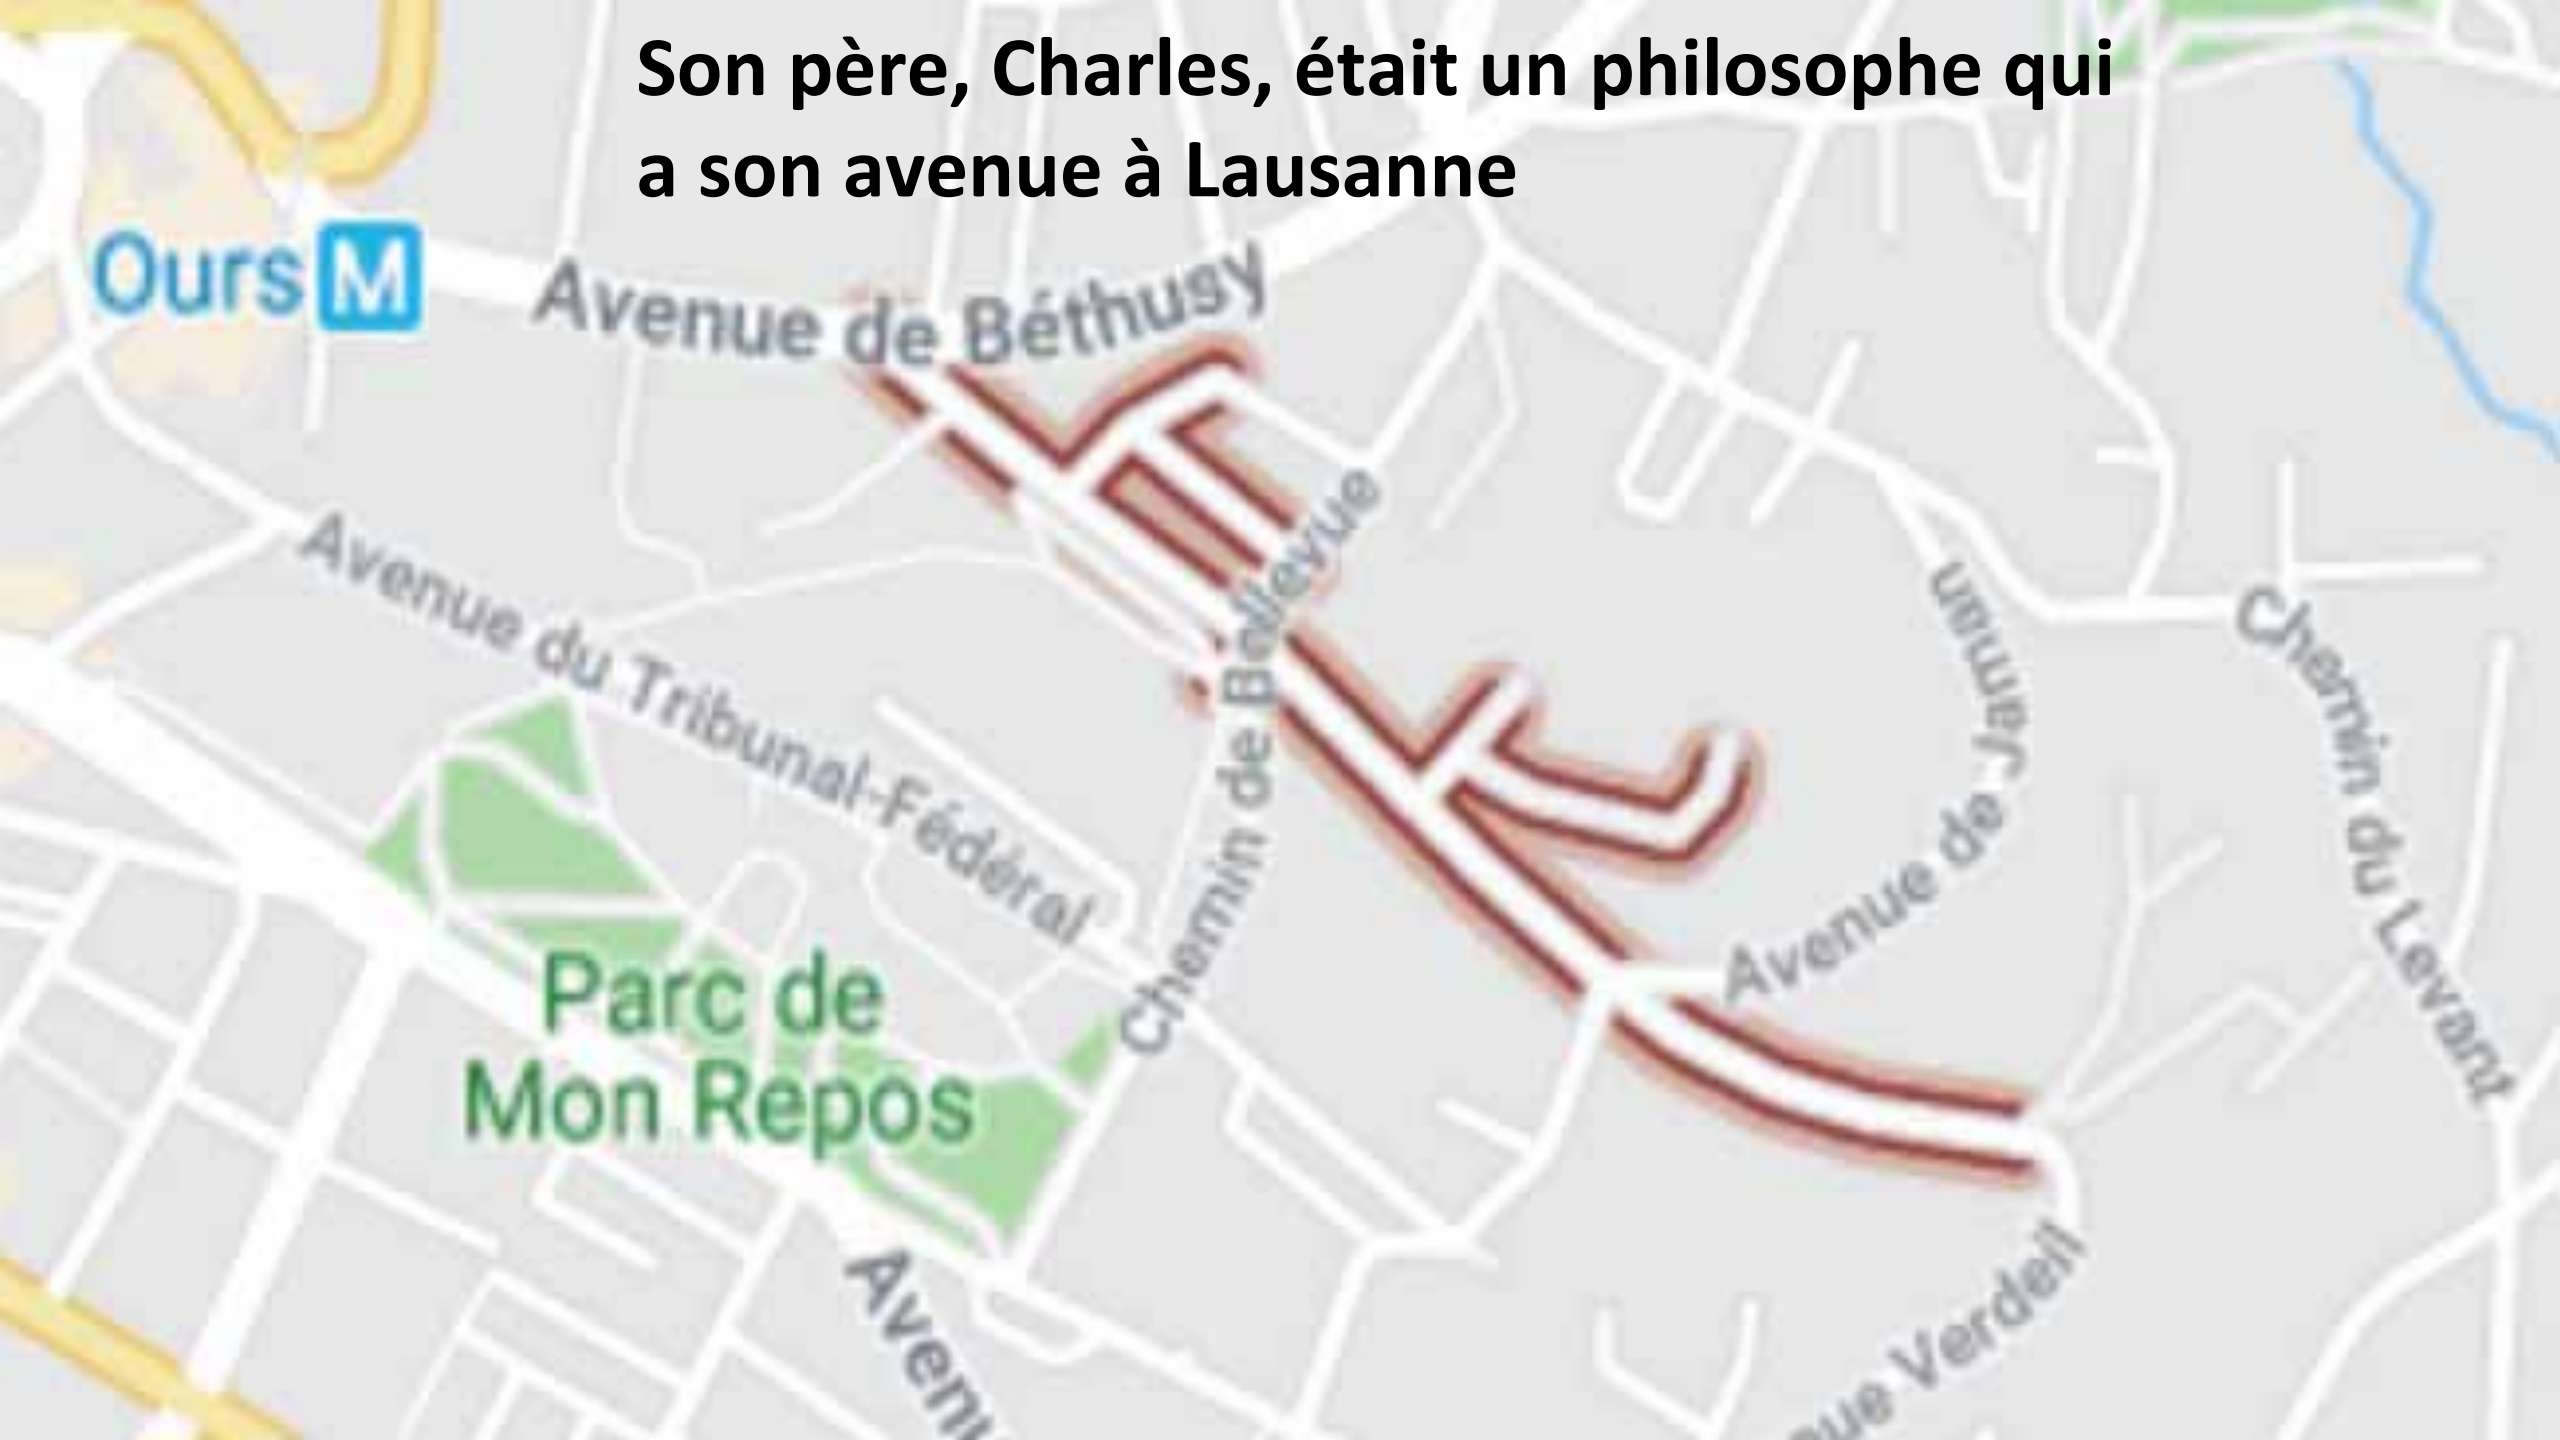 Son père, Charles, était un philosophe qui
a son avenue à Lausanne
Ours M
Avenue de Béthusy
Chemin de Bellevue
Avenue du Tribunal-Fédéral
Avenue de Jaman
Chemin du Levant
Parc de
Mon Repos
Verdeil